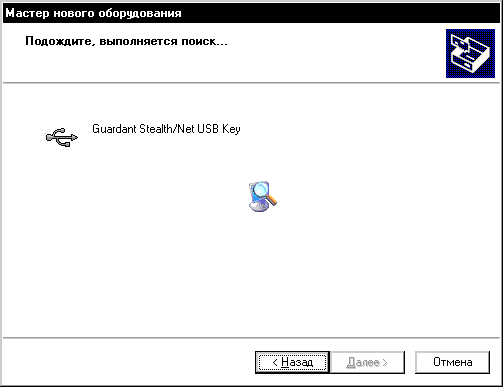 Мастер нового оборудования
Подождите, выполняется поиск...
Guardant Stealth/Net USB Key
< Назад
Далее >
Отмена